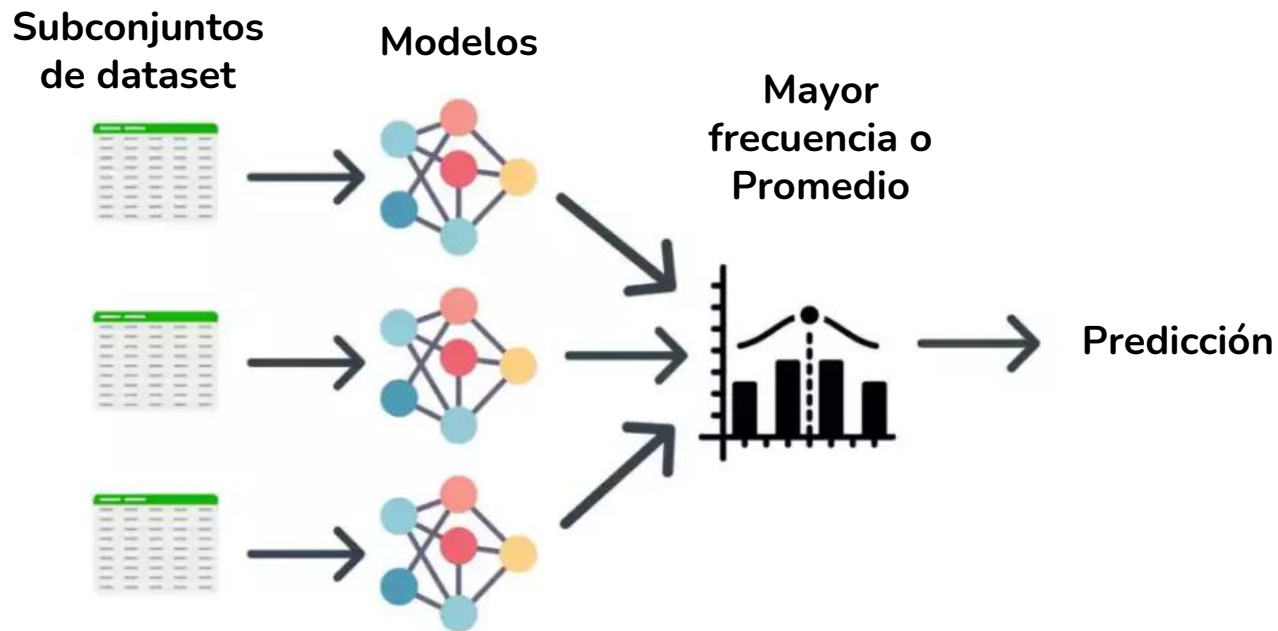 Subconjuntos
de dataset
Modelos
Mayor
frecuencia o
Promedio
Predicción